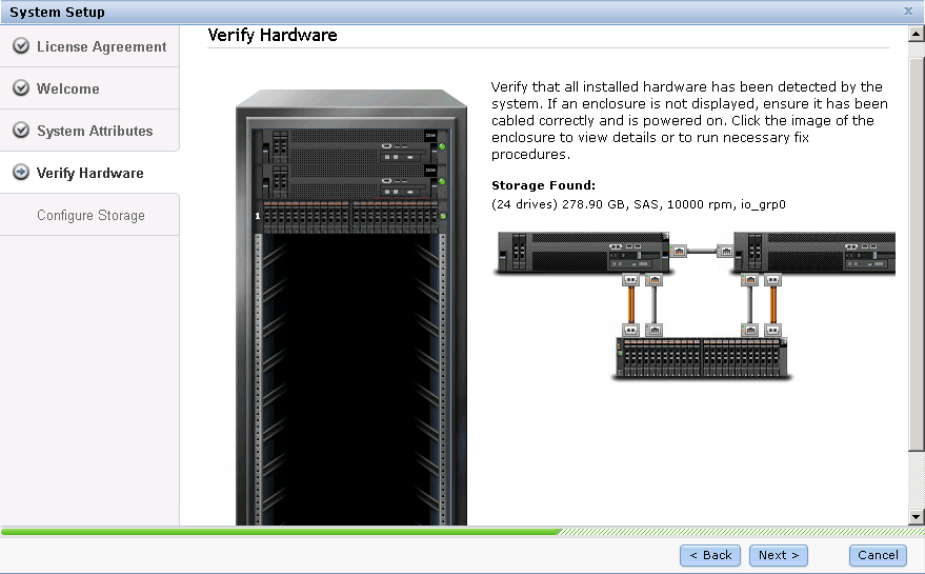 System Setup
x
License Agreement
Welcome
System Attributes
Verify Hardware
Configure Storage
Verify Hardware
1
Verify that all installed hardware has been detected by the
system. If an enclosure is not displayed, ensure it has been
cabled correctly and is powered on. Click the image of the
enclosure to view details or to run necessary fix
procedures.
Storage Found:
(24 drives) 278.90 GB, SAS, 10000 rpm, io_grp0
< Back
Next >
Cancel